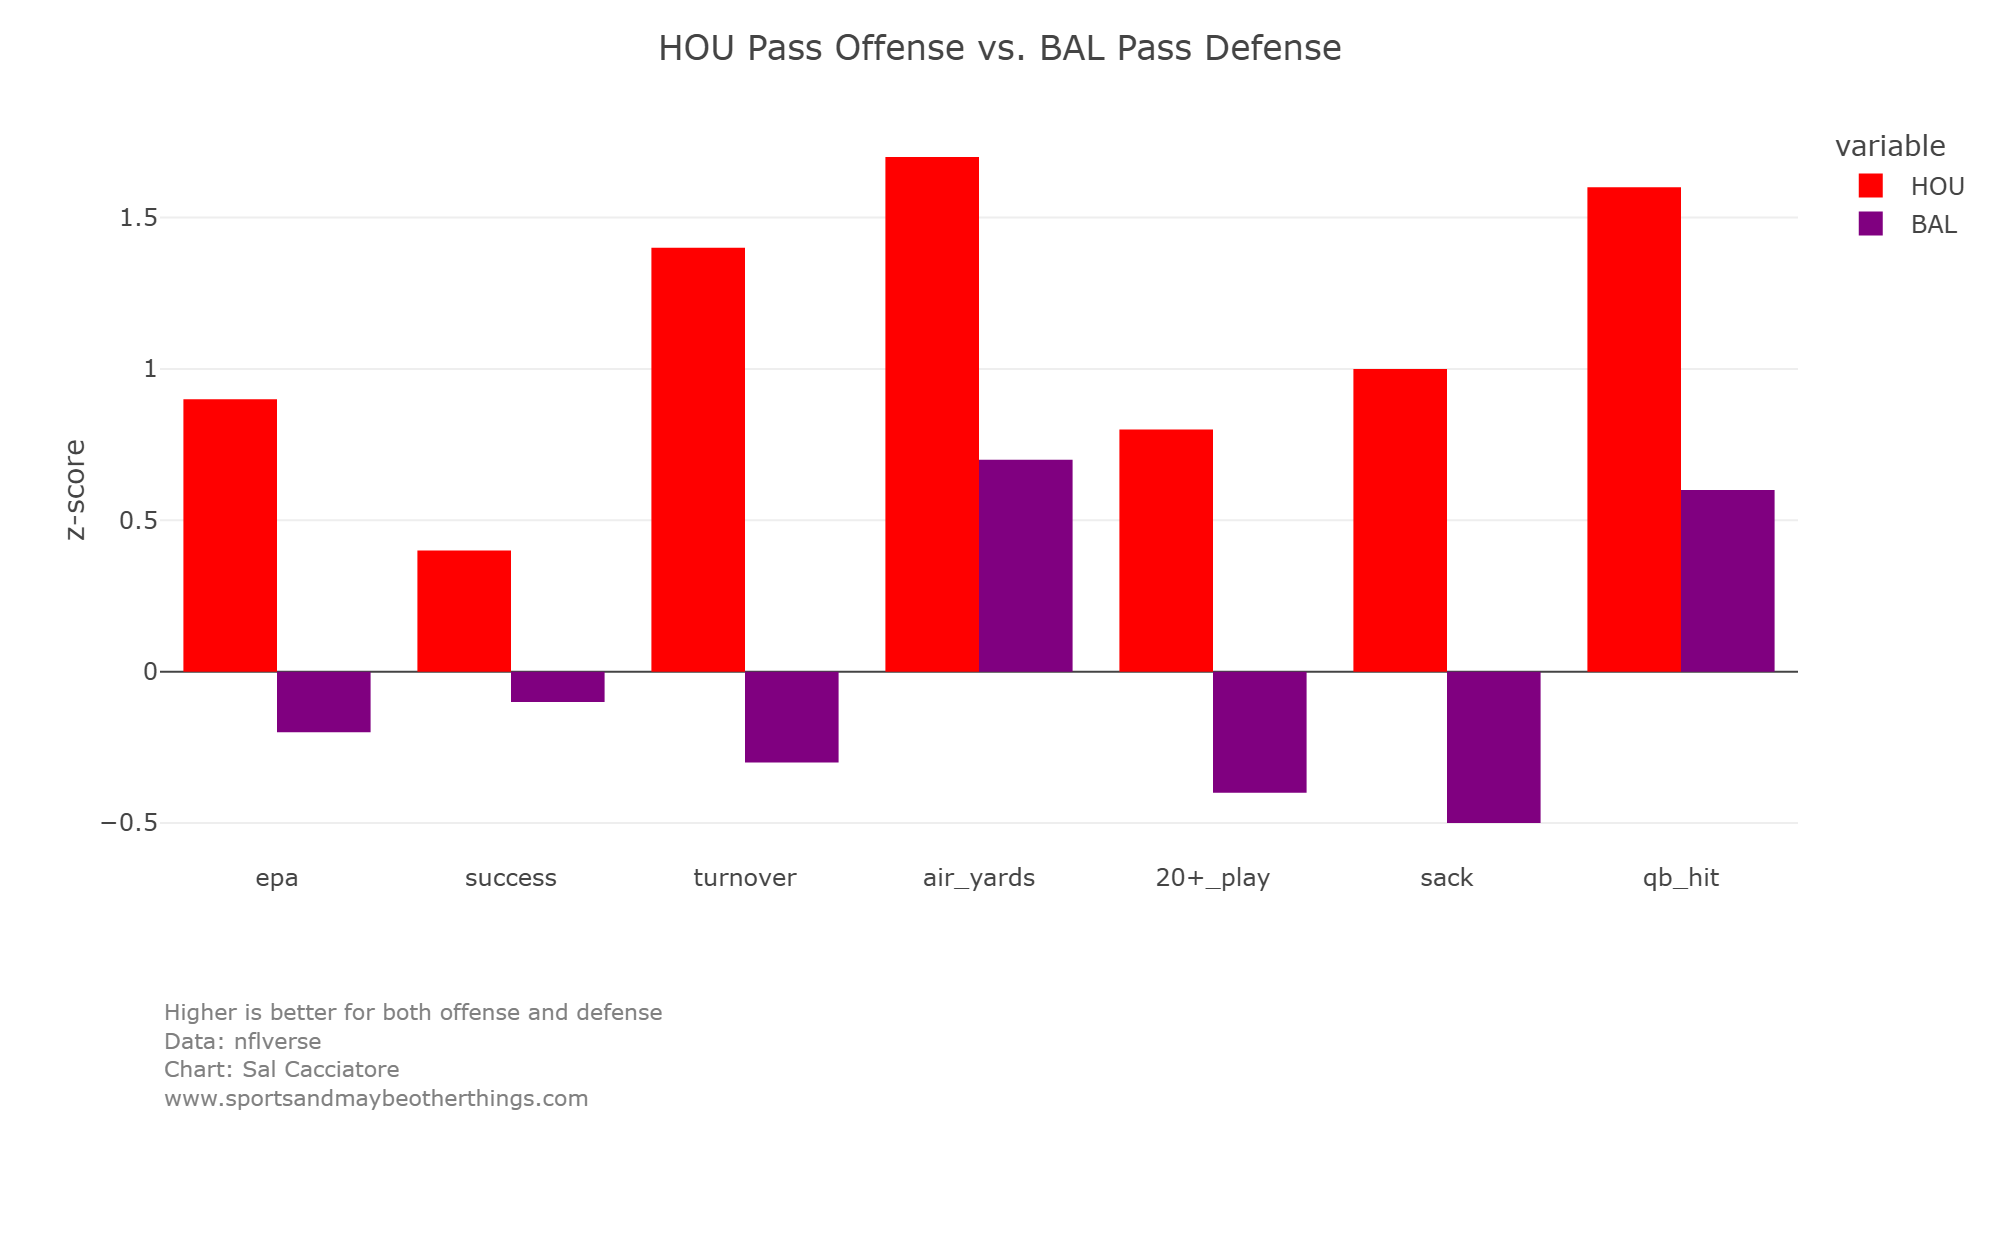 HOU Pass Offense vs. BAL Pass Defense
variable
HOU
BAL
1.5
1
0.5
0
−0.5
z-score
epa success turnover air_yards 20+_play sack qb_hit
Higher is better for both offense and defense
Data: nflverse
Chart: Sal Cacciatore
www.sportsandmaybeotherthings.com